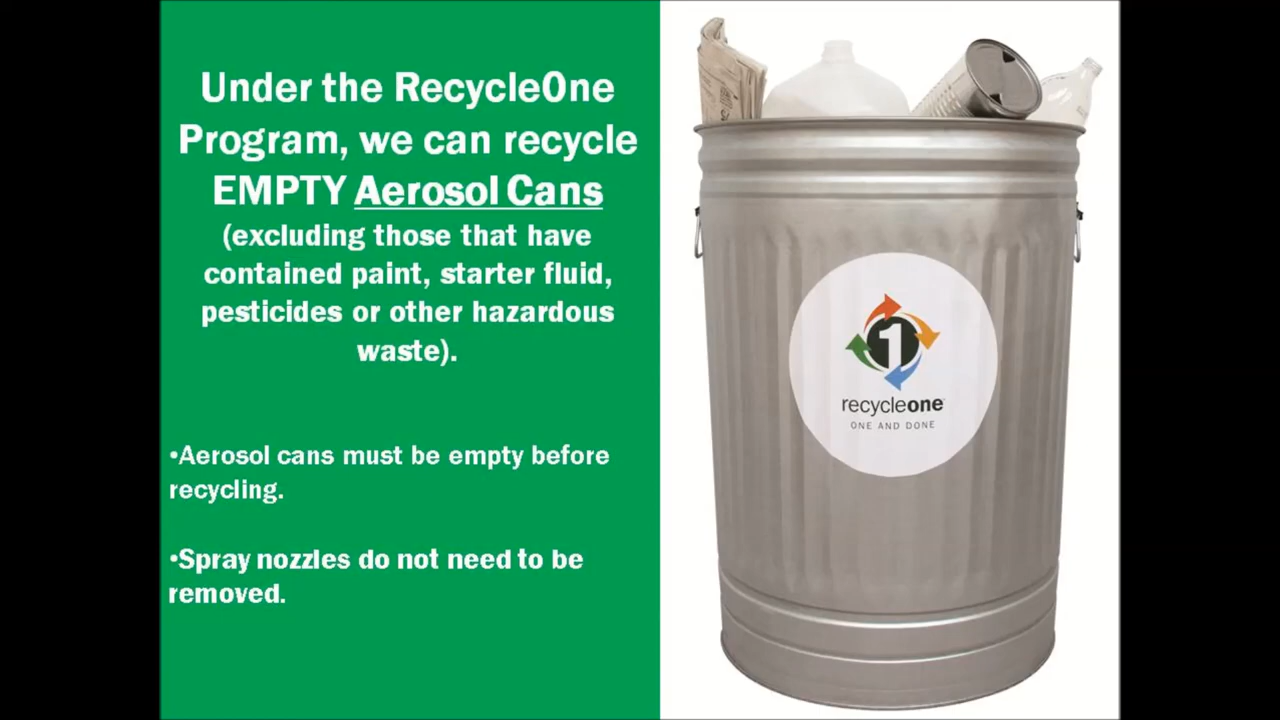 Under the RecycleOne
Program, we can recycle
EMPTY Aerosol Cans
(excluding those that have
contained paint, starter fluid,
pesticides or other hazardous
waste).
•Aerosol cans must be empty before
recycling.
•Spray nozzles do not need to be
removed.
1
recycleone
ONE AND DONE